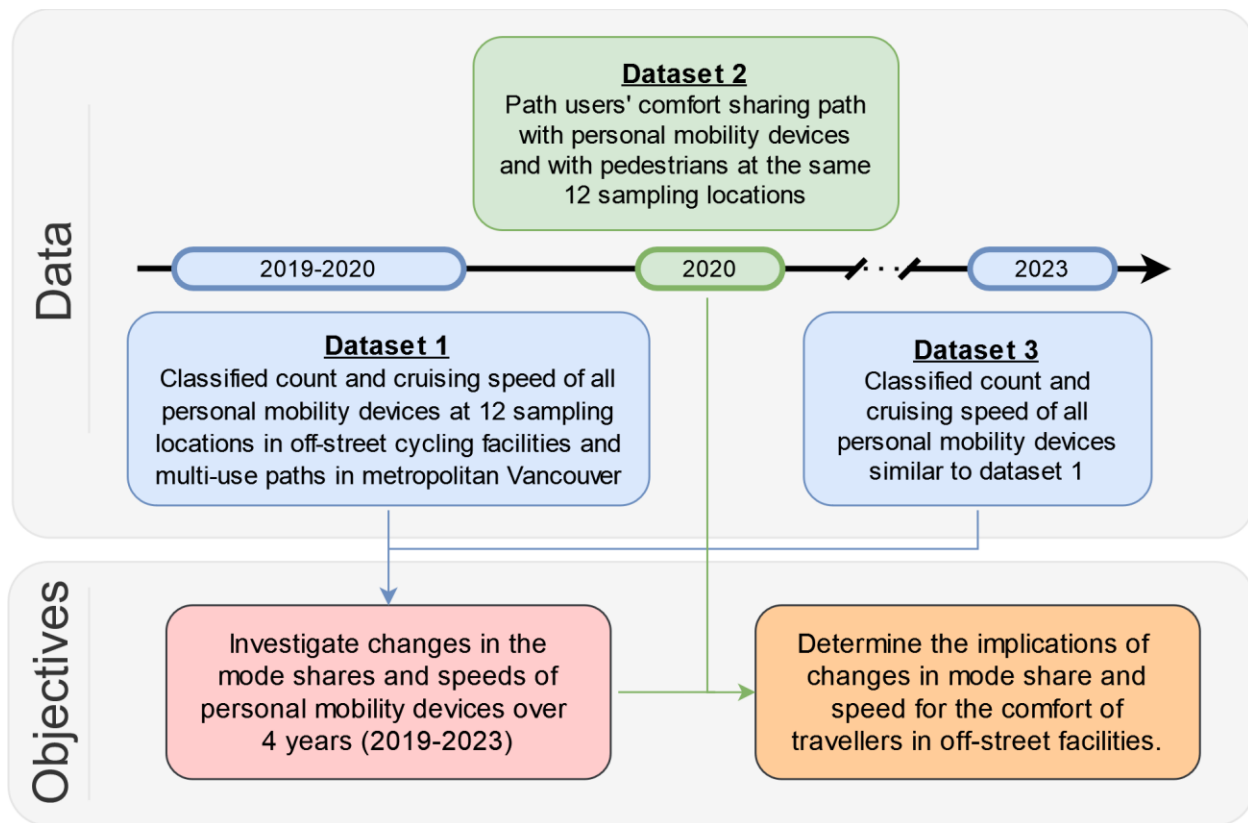 Data
Dataset 2
Path users' comfort sharing path
with personal mobility devices
and with pedestrians at the same
12 sampling locations
2019-2020
2020
...
2023
Dataset 1
Classified count and cruising speed of all
personal mobility devices at 12 sampling
locations in off-street cycling facilities and
multi-use paths in metropolitan Vancouver
Dataset 3
Classified count and
cruising speed of all
personal mobility devices
similar to dataset 1
Objectives
Investigate changes in the
mode shares and speeds of
personal mobility devices over
4 years (2019-2023)
Determine the implications of
changes in mode share and
speed for the comfort of
travellers in off-street facilities.